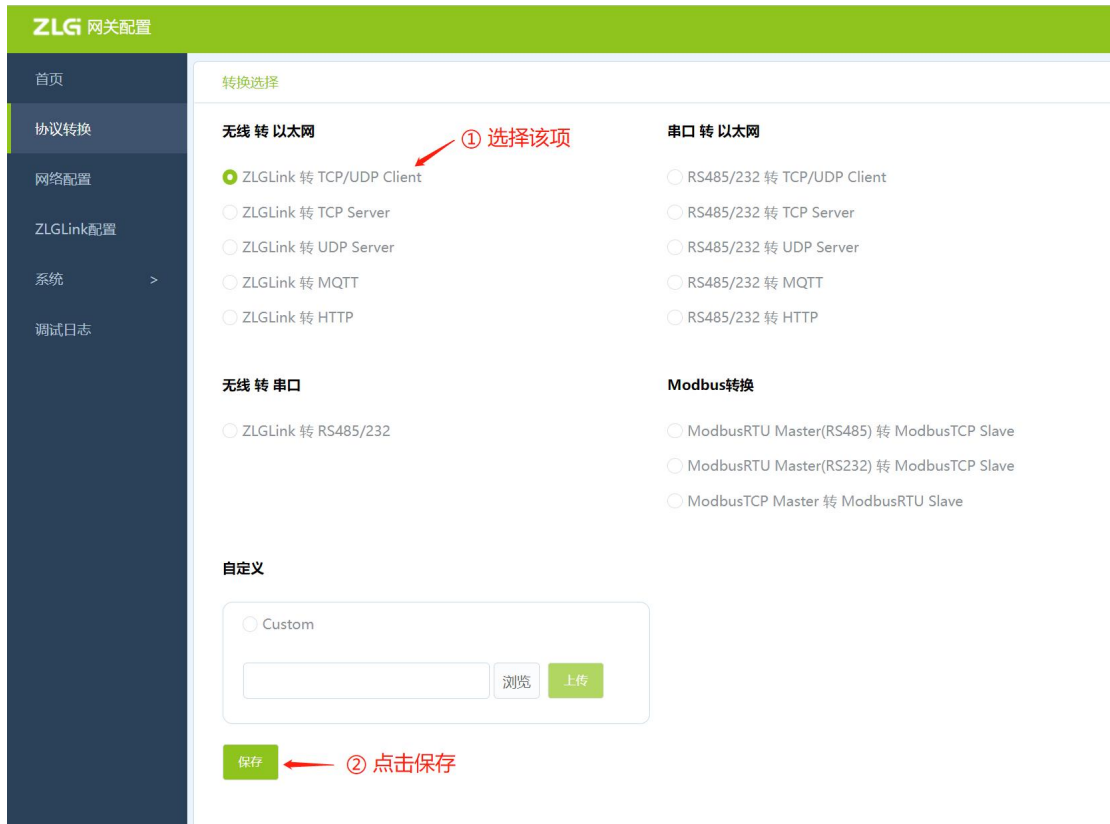 ZLG 网关配置
首页
协议转换
网络配置
ZLGLink配置
系统 >
调试日志
转换选择
无线 转 以太网
① 选择该项
ZLGLink 转 TCP/UDP Client
ZLGLink 转 TCP Server
ZLGLink 转 UDP Server
ZLGLink 转 MQTT
ZLGLink 转 HTTP
串口 转 以太网
RS485/232 转 TCP/UDP Client
RS485/232 转 TCP Server
RS485/232 转 UDP Server
RS485/232 转 MQTT
RS485/232 转 HTTP
无线 转 串口
ZLGLink 转 RS485/232
Modbus转换
ModbusRTU Master(RS485) 转 ModbusTCP Slave
ModbusRTU Master(RS232) 转 ModbusTCP Slave
ModbusTCP Master 转 ModbusRTU Slave
自定义
Custom
浏览 上传
保存 ② 点击保存